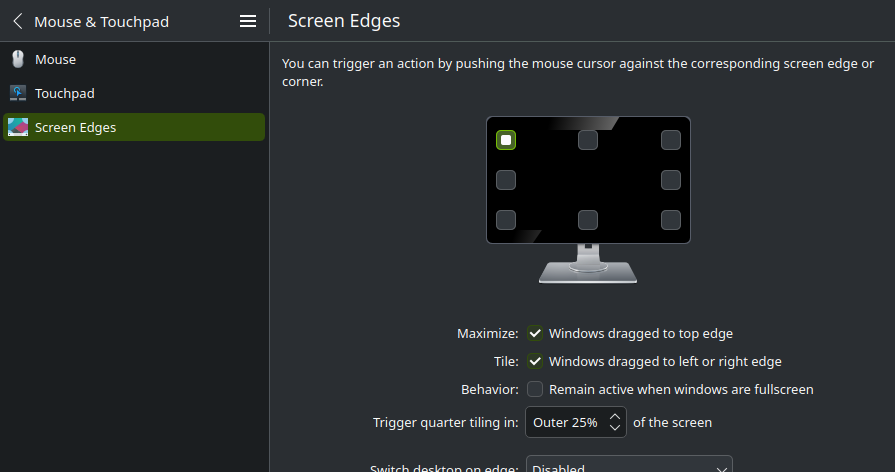 Mouse & Touchpad
Screen Edges
Mouse
Touchpad
Screen Edges
You can trigger an action by pushing the mouse cursor against the corresponding screen edge or
corner.
Maximize: Windows dragged to top edge
Tile: Windows dragged to left or right edge
Behavior: Remain active when windows are fullscreen
Trigger quarter tiling in: Outer 25% of the screen
Switch desktop on edge: Disabled